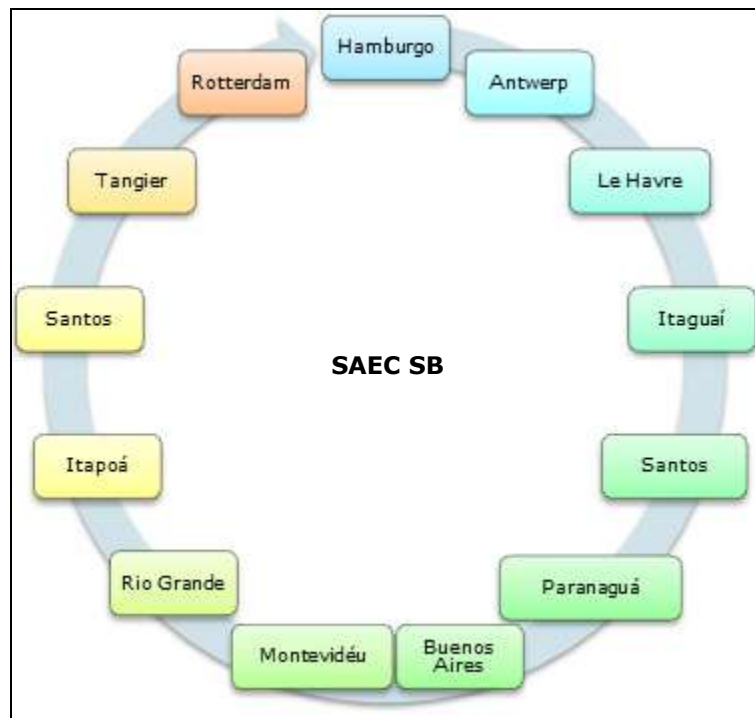 Hamburgo
Antwerp
Le Havre
Itaguaí
Santos
Paranaguá
Buenos
Aires
Montevidéu
Rio Grande
Itapoá
Santos
Tangier
Rotterdam
SAEC SB